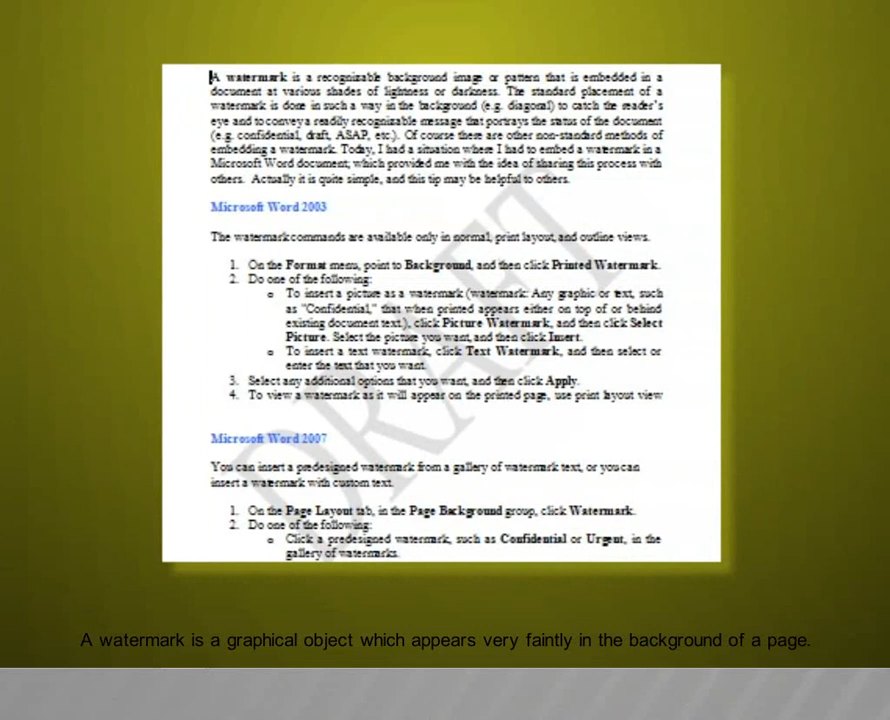 A watermark is a recognizable background image or pattern that is embedded in a
document at various shades of lightness or darkness. The standard placement of a
watermark is done in such a way in the background (e.g. diagonal) to catch the reader's
eye and to convey a readily recognizable message that portrays the status of the document
(e.g. confidential, draft, ASAP, etc.). Of course there are other non-standard methods of
embedding a watermark. Today, I had a situation where I had to embed a watermark in a
Microsoft Word document, which provided me with the idea of sharing this process with
others. Actually it is quite simple, and this tip may be helpful to others.
Microsoft Word 2003
The watermark commands are available only in normal, print layout, and outline views.
1. On the Format menu, point to Background, and then click Printed Watermark.
2. Do one of the following:
o To insert a picture as a watermark (watermark: Any graphic or text, such
as "Confidential," that when printed appears either on top of or behind
existing document text.), click Picture Watermark, and then click Select
Picture. Select the picture you want, and then click Insert.
o To insert a text watermark, click Text Watermark, and then select or
enter the text that you want.
3. Select any additional options that you want, and then click Apply.
4. To view a watermark as it will appear on the printed page, use print layout view
Microsoft Word 2007
You can insert a predesigned watermark from a gallery of watermark text, or you can
insert a watermark with custom text.
1. On the Page Layout tab, in the Page Background group, click Watermark.
2. Do one of the following:
o Click a predesigned watermark, such as Confidential or Urgent, in the
gallery of watermarks.
DRAFT
A watermark is a graphical object which appears very faintly in the background of a page.